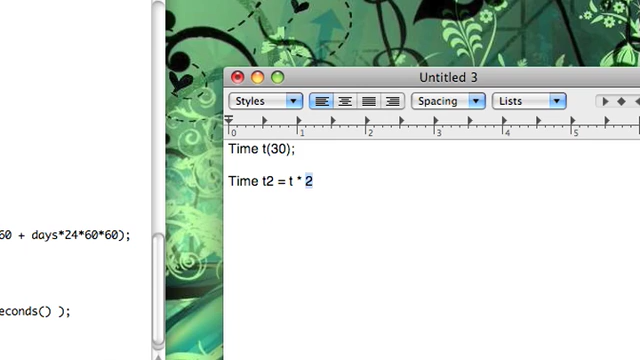 Untitled 3
Styles
Spacing
Lists
0 1 2 3 4 5
Time t(30);
Time t2 = t * 2
60 + days*24*60*60);
econds() );